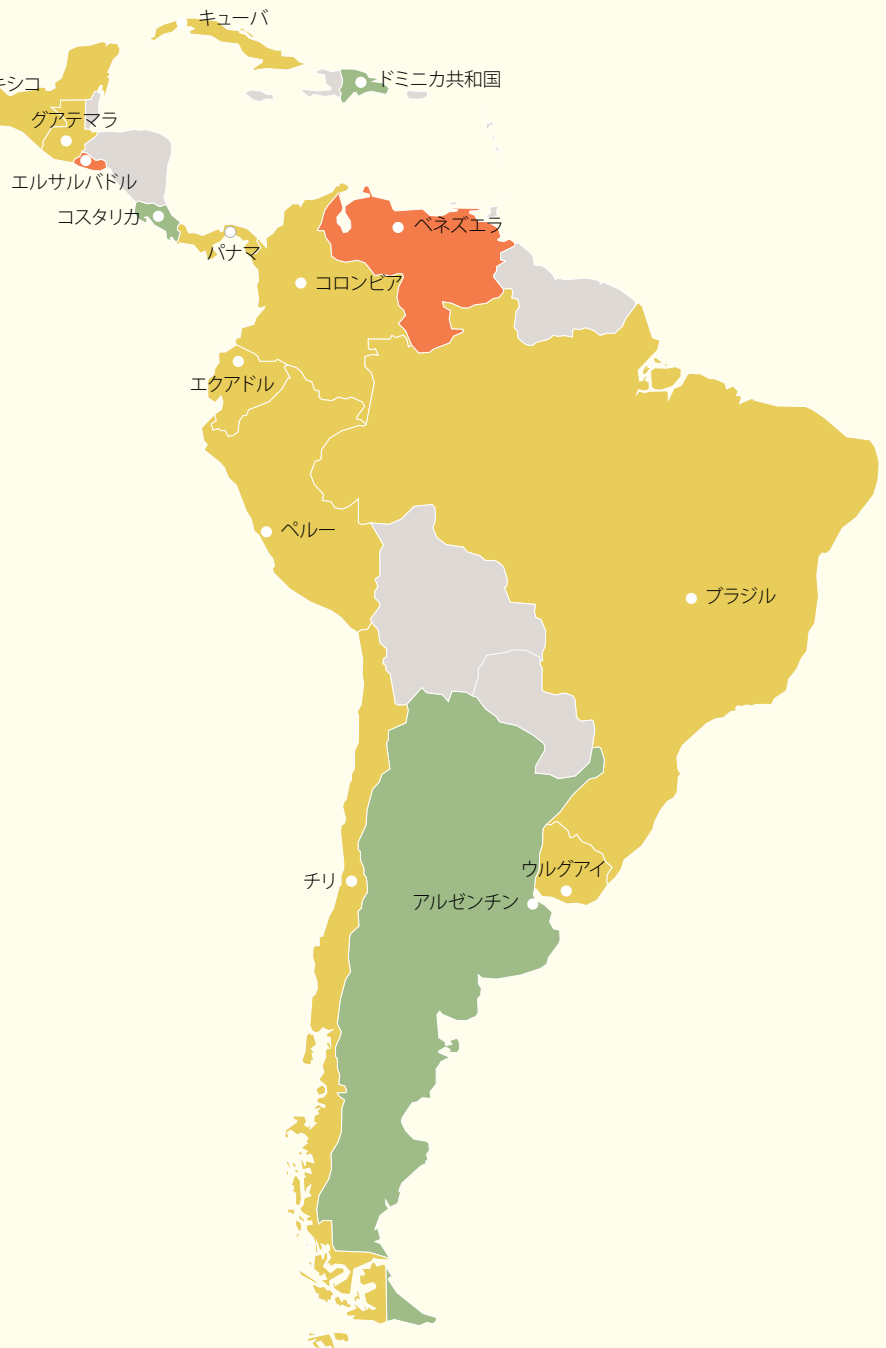 キューバ
キシコ
ドミニカ共和国
グアテマラ
エルサルバドル
コスタリカ
ベネズエラ
パナマ
コロンビア
エクアドル
ペルー
ブラジル
ウルグアイ
チリ
アルゼンチン